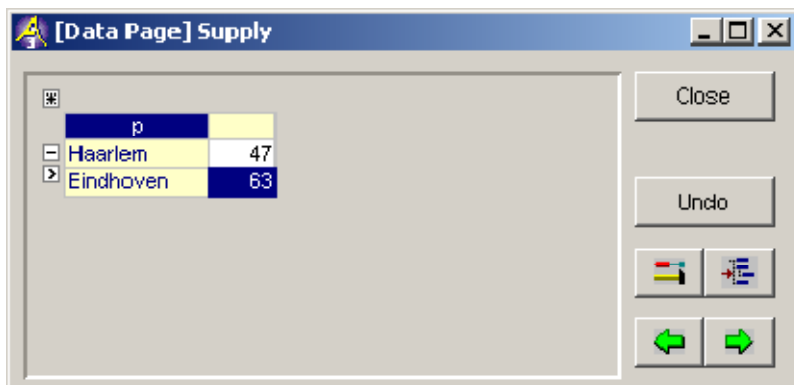 [Data Page] Supply
Close
p
Haarlem 47
Eindhoven 63
Undo